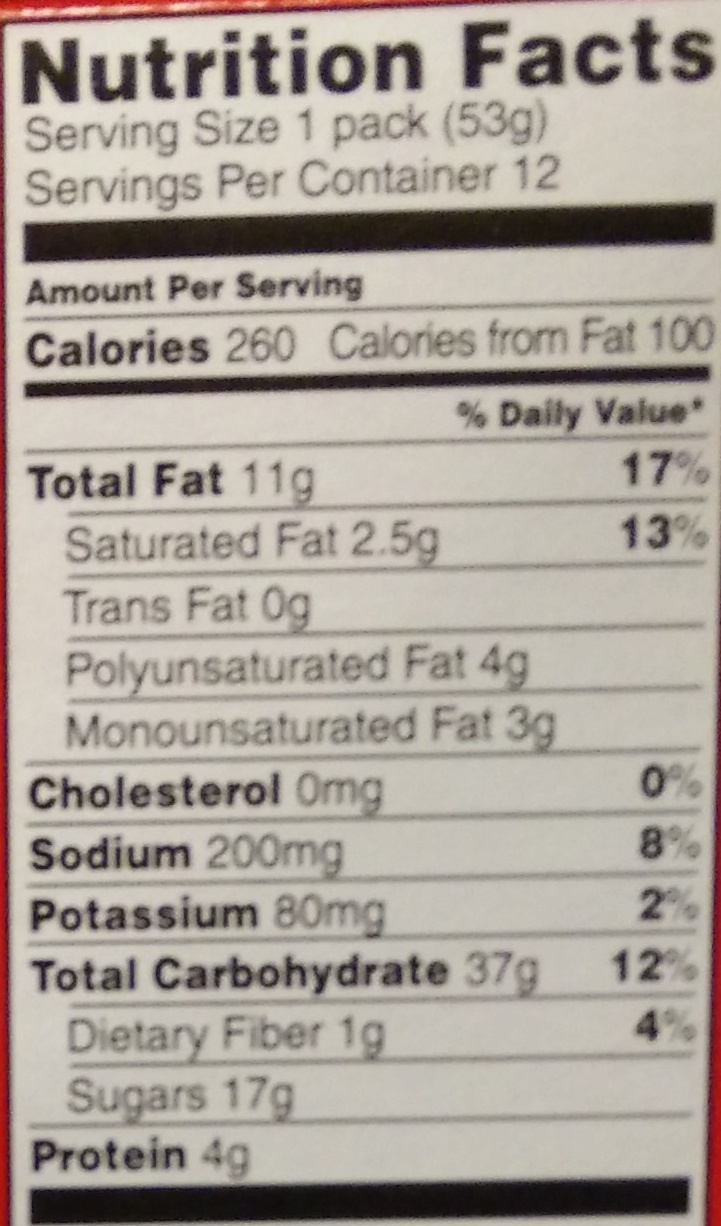 Nutrition Facts
Serving Size 1 pack (53g)
Servings Per Container 12
Amount Per Serving
Calories 260 Calories from Fat 100
% Daily Value*
Total Fat 11g 17%
Saturated Fat 2.5g 13%
Trans Fat 0g
Polyunsaturated Fat 4g
Monounsaturated Fat 3g
Cholesterol 0mg 0%
Sodium 200mg 8%
Potassium 80mg 2%
Total Carbohydrate 37g 12%
Dietary Fiber 1g 4%
Sugars 17g
Protein 4g